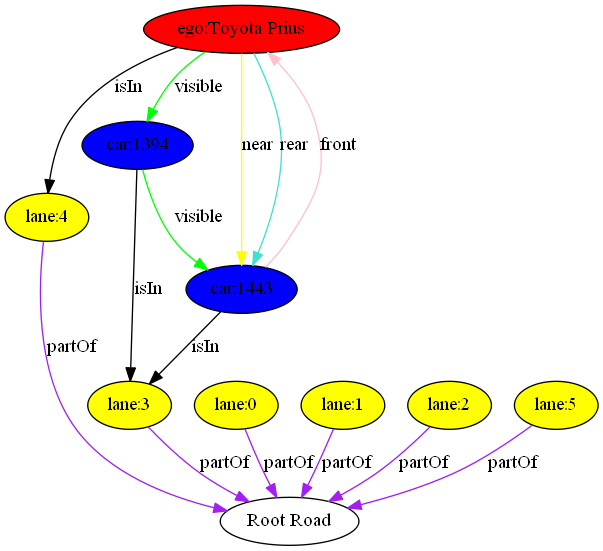 ego:Toyota Prius
isIn
visible
car:1394
near
rear
front
lane:4
visible
isIn
car:1443
partOf
isIn
lane:3
lane:0
lane:1
lane:2
lane:5
partOf
partOf
partOf
partOf
partOf
Root Road